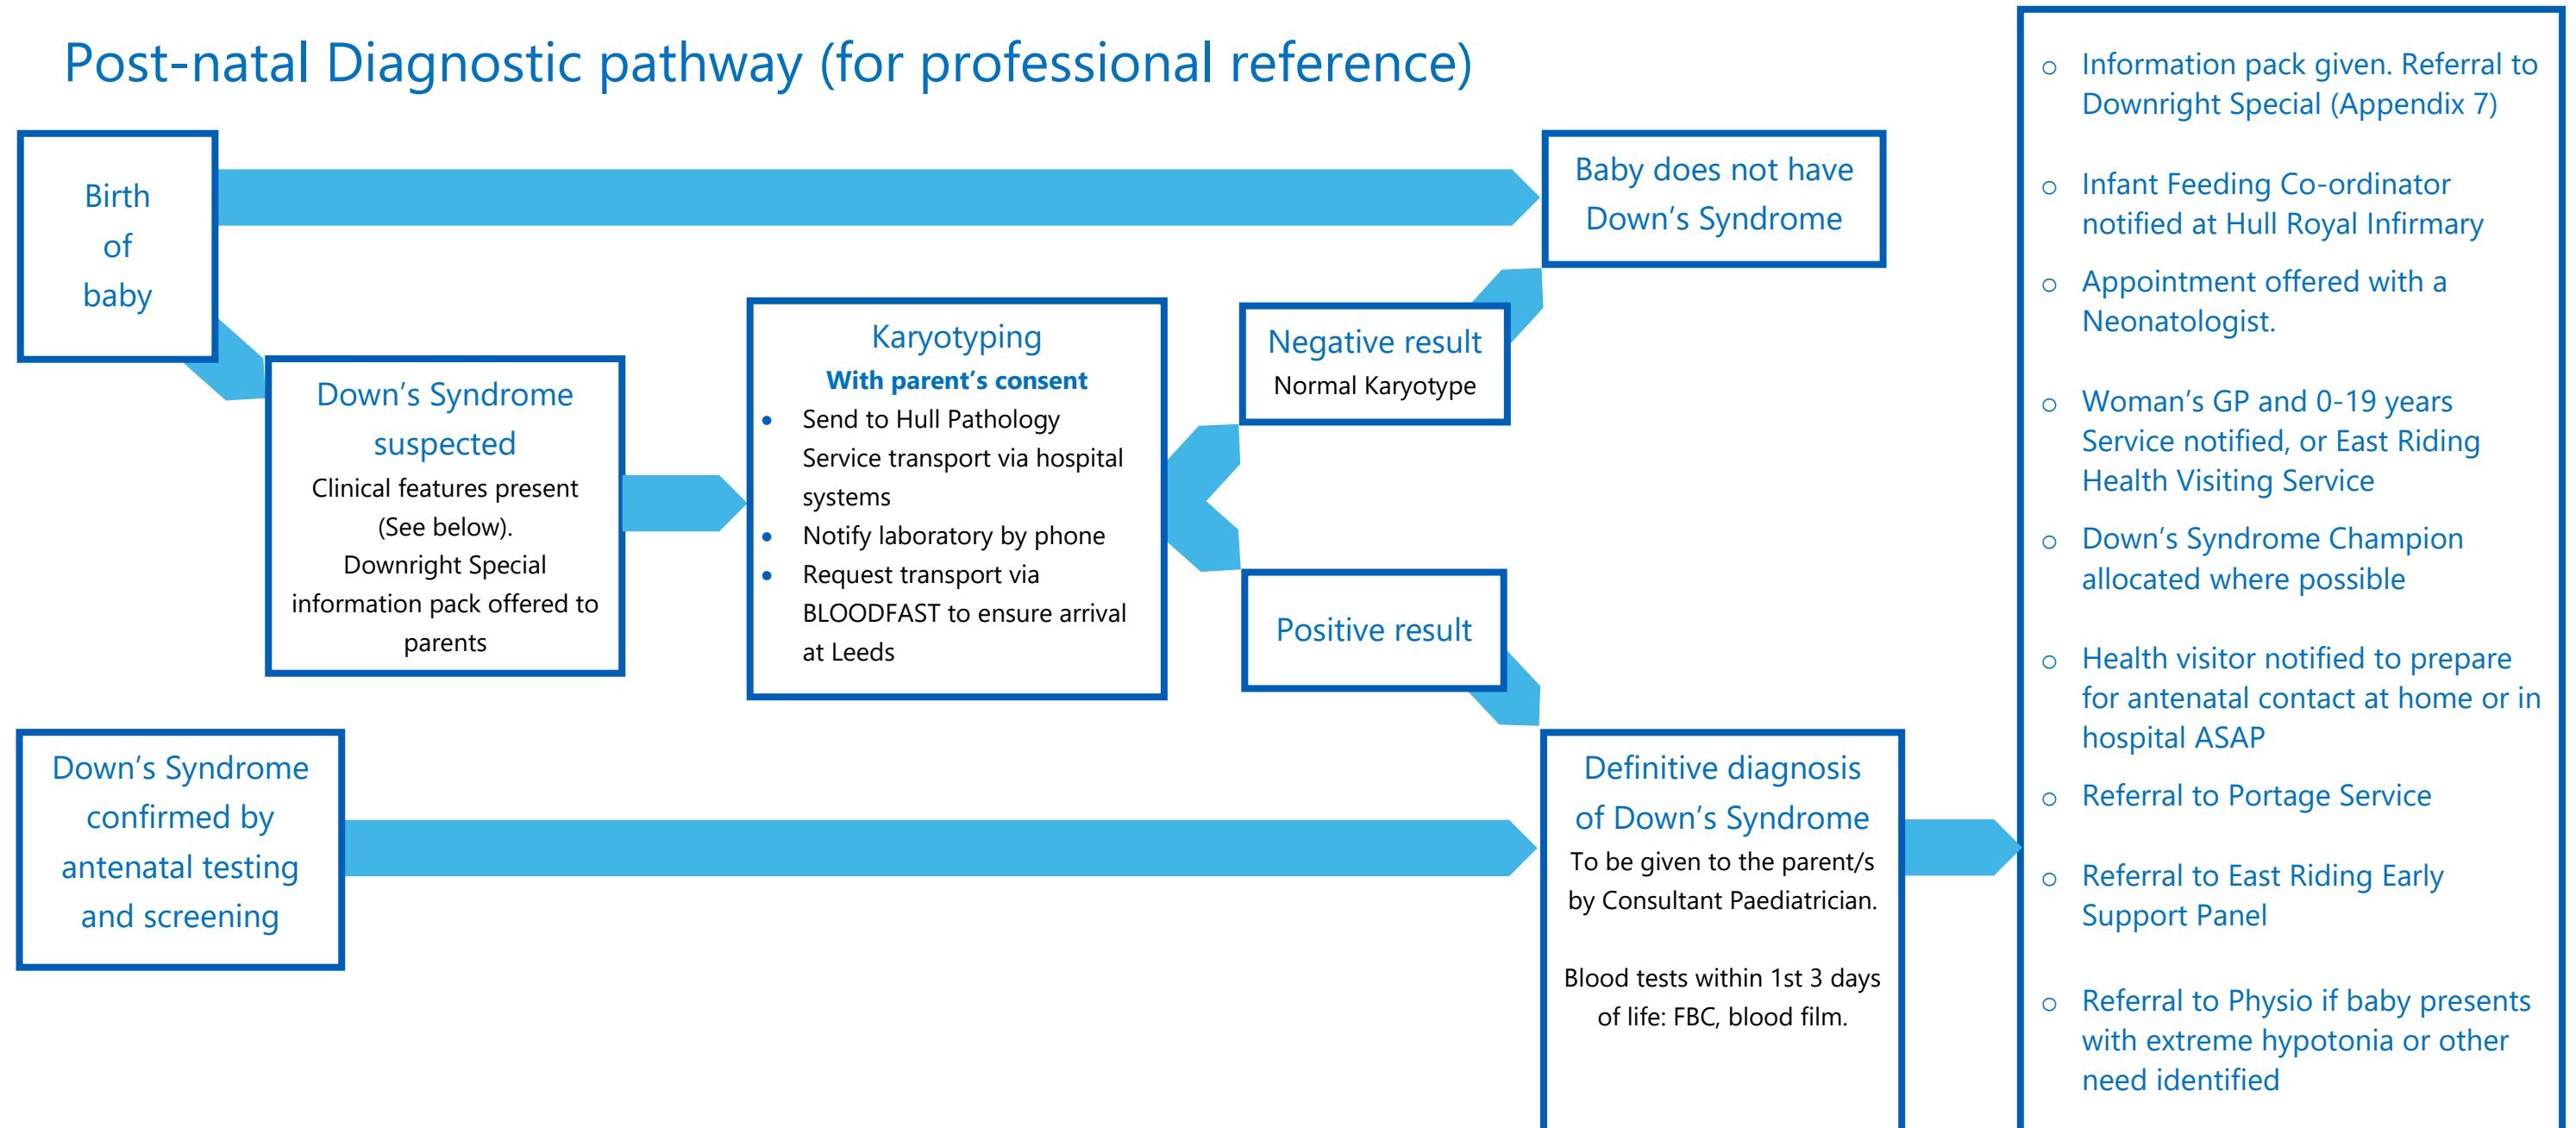 Post-natal Diagnostic pathway (for professional reference)
Birth
of
baby
Down’s Syndrome
suspected
Clinical features present
(See below).
Downright Special
information pack offered to
parents
Karyotyping
With parent’s consent
• Send to Hull Pathology
Service transport via hospital
systems
• Notify laboratory by phone
• Request transport via
BLOODFAST to ensure arrival
at Leeds
Negative result
Normal Karyotype
Baby does not have
Down’s Syndrome
Positive result
Down’s Syndrome
confirmed by
antenatal testing
and screening
Definitive diagnosis
of Down’s Syndrome
To be given to the parent/s
by Consultant Paediatrician.
Blood tests within 1st 3 days
of life: FBC, blood film.
o Information pack given. Referral to
Downright Special (Appendix 7)
o Infant Feeding Co-ordinator
notified at Hull Royal Infirmary
o Appointment offered with a
Neonatologist.
o Woman’s GP and 0-19 years
Service notified, or East Riding
Health Visiting Service
o Down’s Syndrome Champion
allocated where possible
o Health visitor notified to prepare
for antenatal contact at home or in
hospital ASAP
o Referral to Portage Service
o Referral to East Riding Early
Support Panel
o Referral to Physio if baby presents
with extreme hypotonia or other
need identified